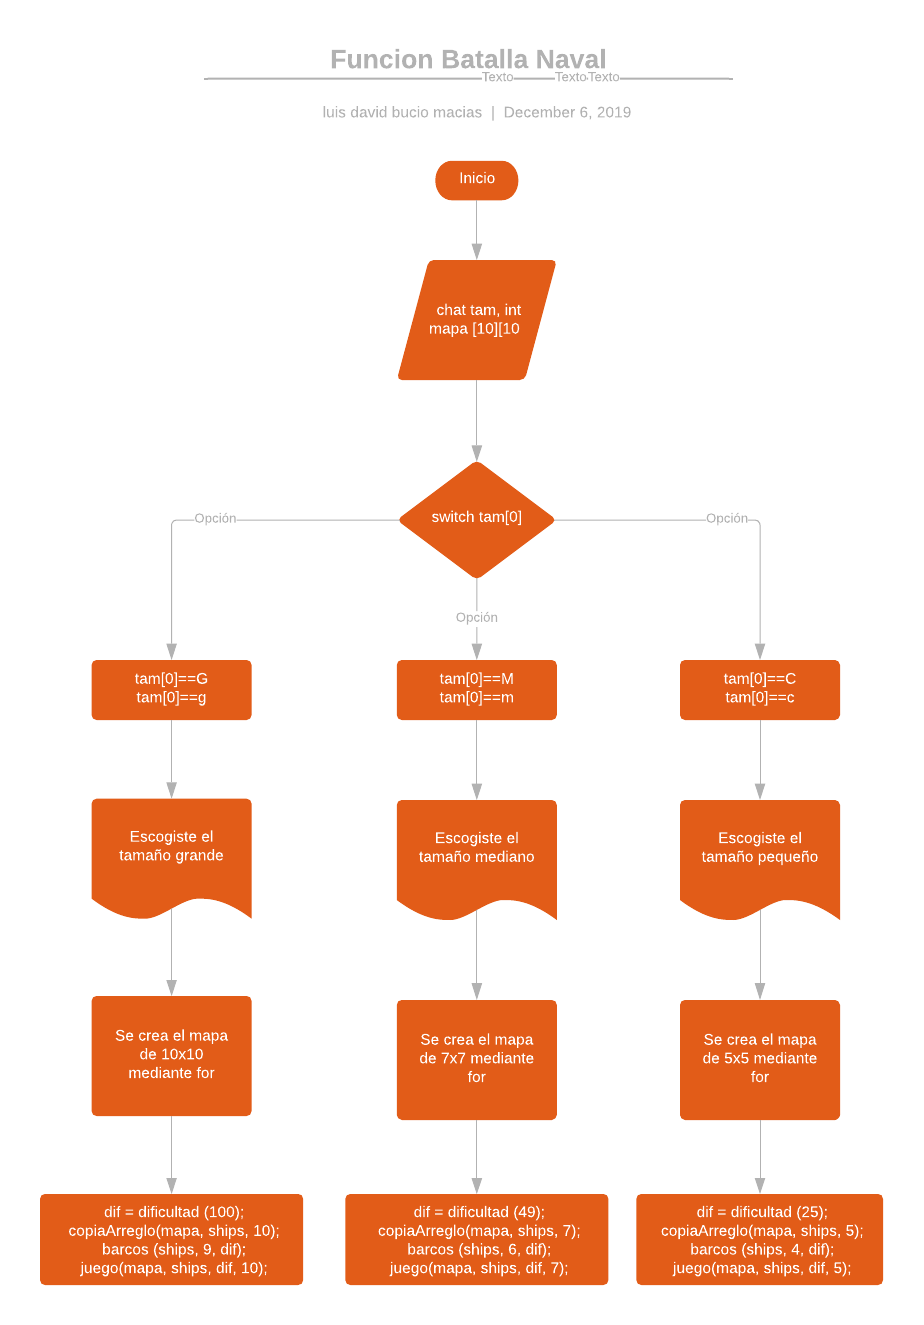 Funcion Batalla Naval
Texto Texto Texto
luis david bucio macias | December 6, 2019
Inicio
chat tam, int
mapa [10][10
switch tam[0]
Opción
Opción
Opción
tam[0]==G
tam[0]==g
tam[0]==M
tam[0]==m
tam[0]==C
tam[0]==c
Escogiste el
tamaño grande
Escogiste el
tamaño mediano
Escogiste el
tamaño pequeño
Se crea el mapa
de 10x10
mediante for
Se crea el mapa
de 7x7 mediante
for
Se crea el mapa
de 5x5 mediante
for
dif = dificultad (100);
copiaArreglo(mapa, ships, 10);
barcos (ships, 9, dif);
juego(mapa, ships, dif, 10);
dif = dificultad (49);
copiaArreglo(mapa, ships, 7);
barcos (ships, 6, dif);
juego(mapa, ships, dif, 7);
dif = dificultad (25);
copiaArreglo(mapa, ships, 5);
barcos (ships, 4, dif);
juego(mapa, ships, dif, 5);